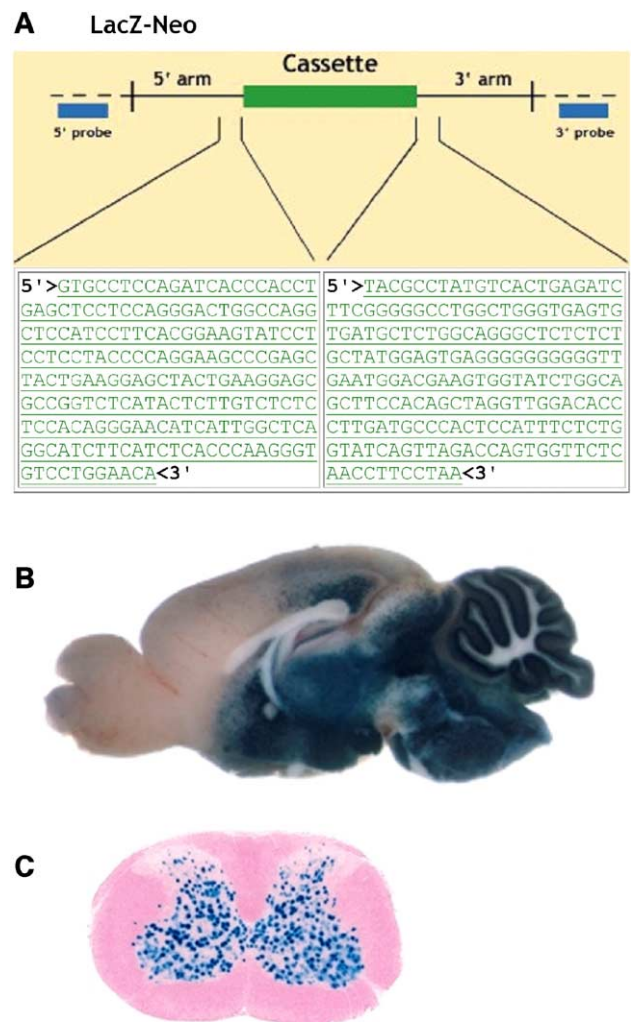 A LacZ-Neo
Cassette
5' arm
3' arm
5' probe
3' probe
5'>GTGCCTCCAGATCACCCACCT
GAGCTCCTCCAGGGACTGGCCAGG
CTCCATCCTTCACGGAAGTATCCT
CCTCCTACCCCAGGAAGCCCGAGC
TACTGAAGGAGCTACTGAAGGAGC
GCCGGTCTCATACTCTTGTCTCTC
TCCACAGGGAACATCATTGGCTCA
GGCATCTTCATCTCACCCAAGGGT
GTCCTGGAACA<3'
5'>TACGCCTATGTCACTGAGATC
TTCGGGGGCCTGGCTGGGTGAGTG
TGATGCTCTGGCAGGGCTCTCTCT
GCTATGGAGTGAGGGGGGGGGGTT
GAATGGACGAAGTGGTATCTGGCA
GCTTCCACAGCTAGGTTGGACACC
CTTGATGCCCACTCCATTTCTCTG
GTATCAGTTAGACCAGTGGTTCTC
AACCTTCCTAA<3'
B
C